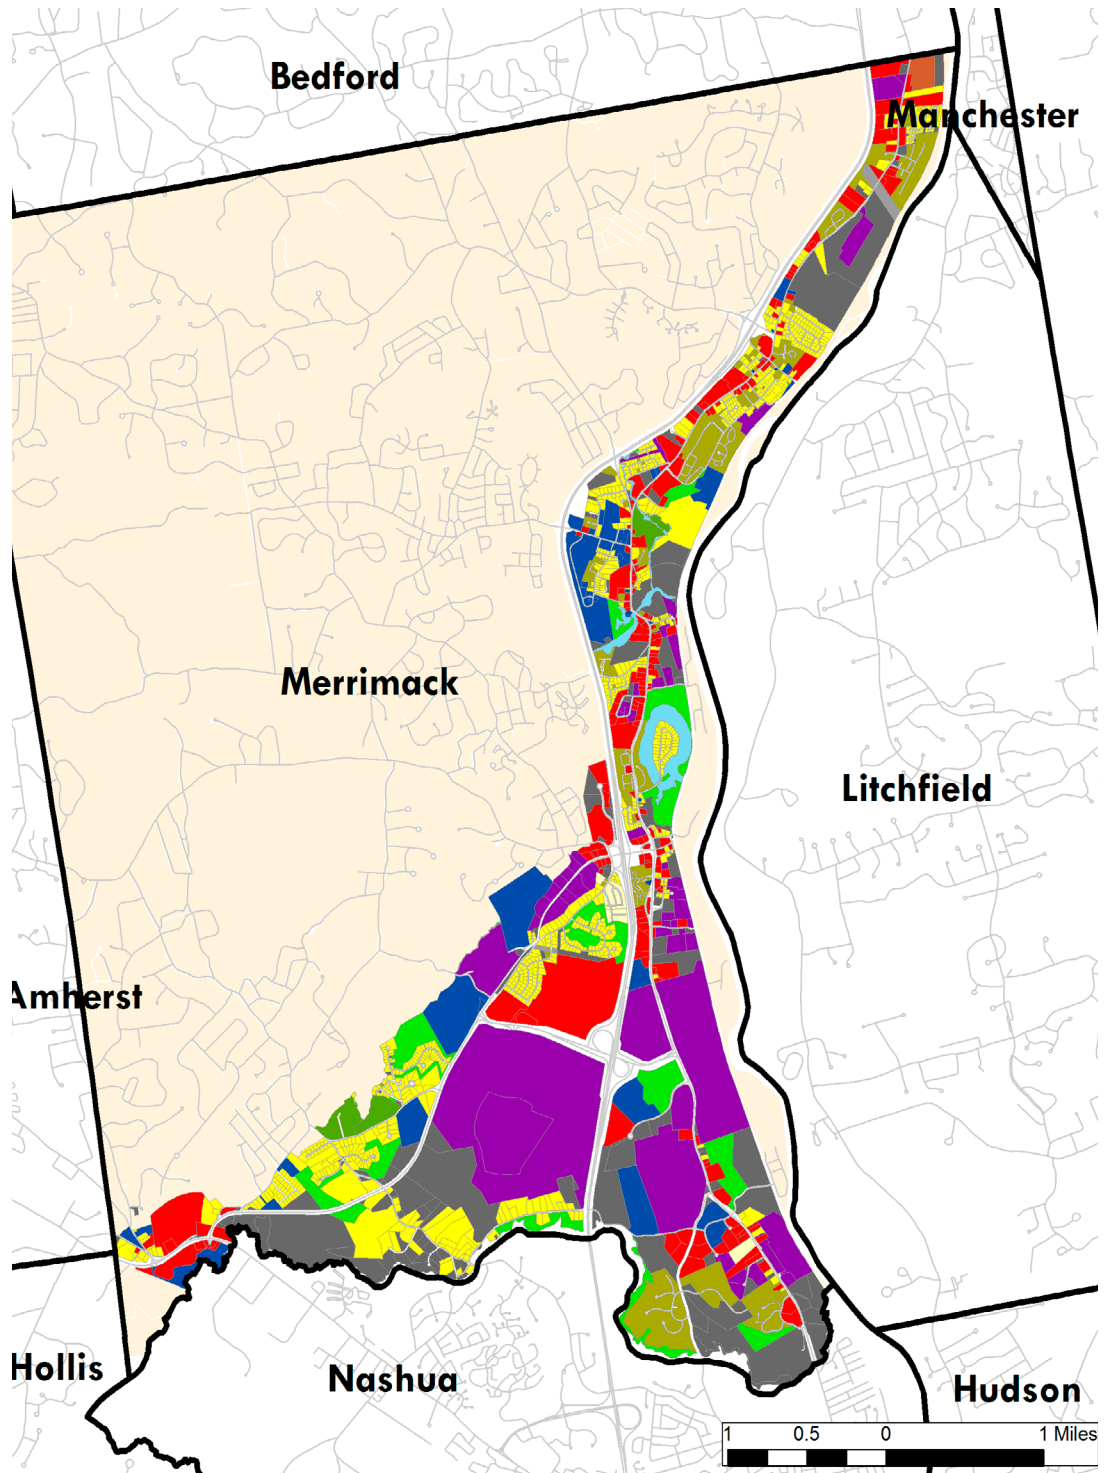 Bedford
Manchester
Merrimack
Litchfield
Amherst
Hollis
Nashua
Hudson
1 0.5 0 1 Miles